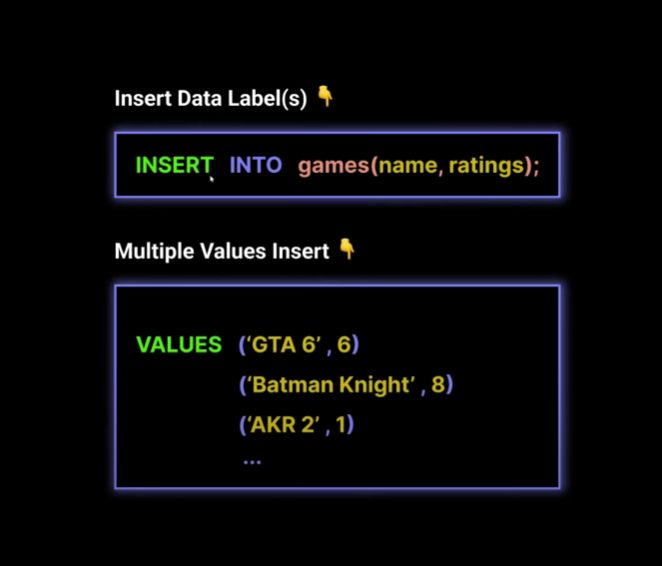 Insert Data Label(s) 👇
INSERT INTO games(name, ratings);
Multiple Values Insert 👇
VALUES (‘GTA 6’ , 6)
(‘Batman Knight’ , 8)
(‘AKR 2’ , 1)
...